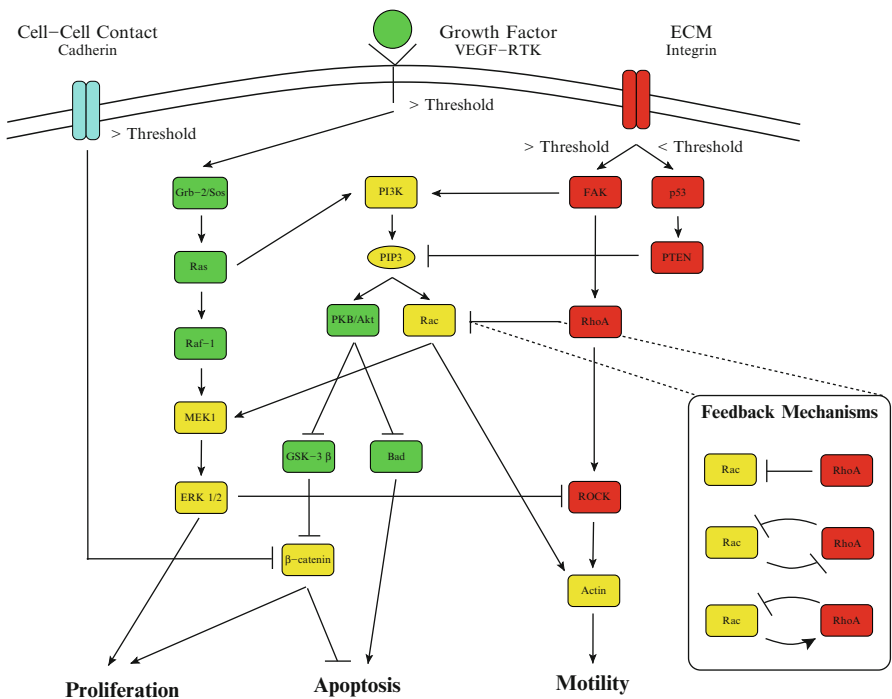 Cell−Cell Contact
Cadherin
Growth Factor
VEGF−RTK
ECM
Integrin
> Threshold
> Threshold
> Threshold
< Threshold
Grb−2/Sos
PI3K
FAK
p53
Ras
PIP3
PTEN
PKB/Akt
Rac
RhoA
Raf−1
MEK1
Feedback Mechanisms
GSK−3 β
Bad
Rac
RhoA
ERK 1/2
ROCK
Rac
RhoA
β−catenin
Actin
Rac
RhoA
Proliferation
Apoptosis
Motility